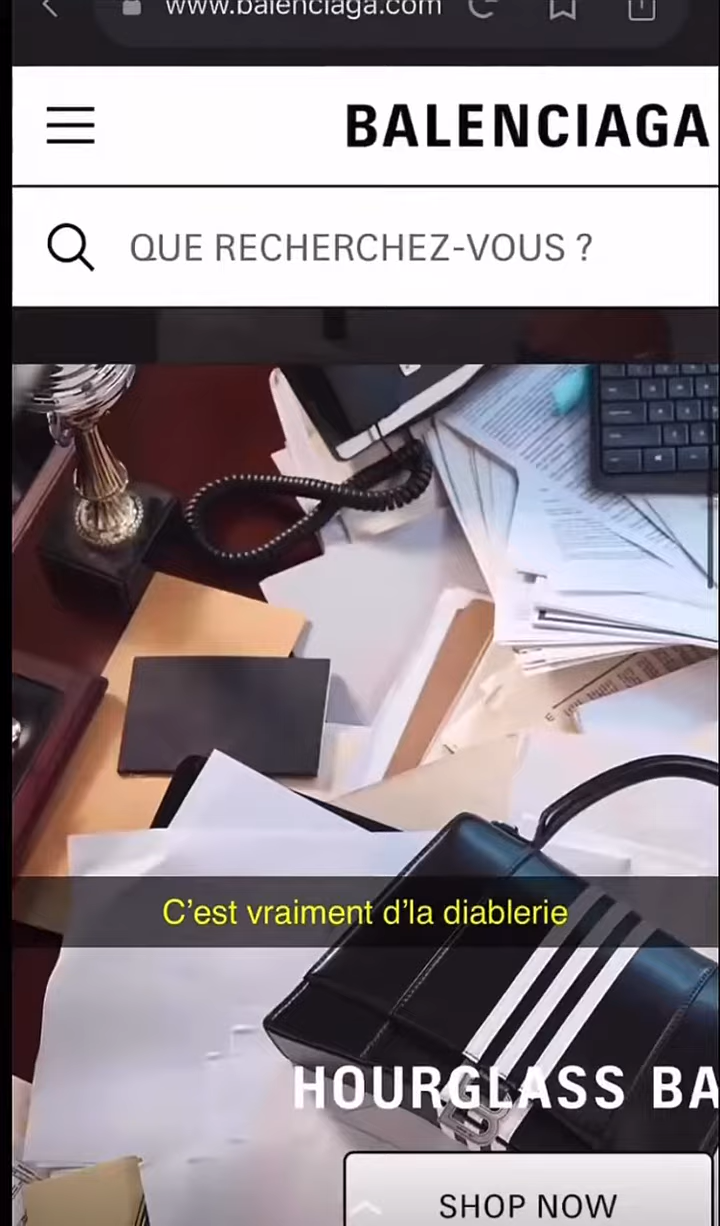 www.balenciaga.com
BALENCIAGA
QUE RECHERCHEZ-VOUS ?
C’est vraiment d’la diablerie
HOURGLASS BA
SHOP NOW